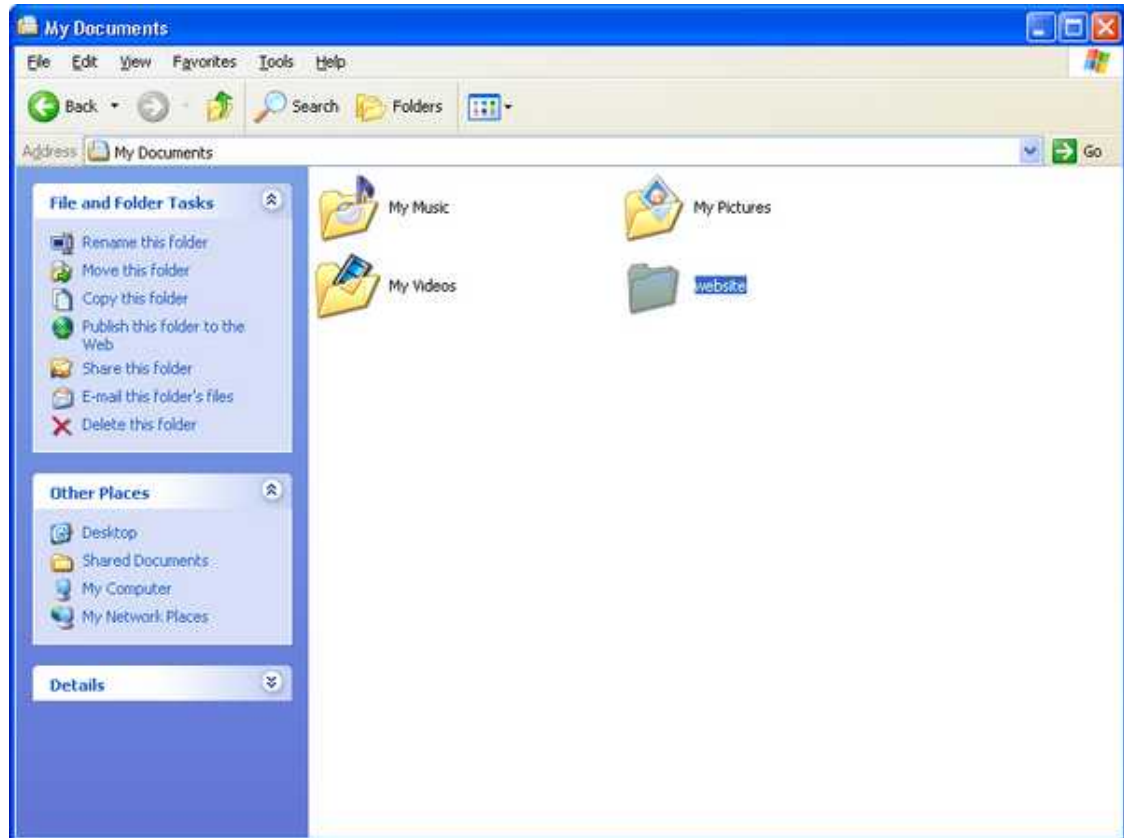 My Documents
File Edit View Favorites Tools Help
Back Search Folders
Address My Documents Go
File and Folder Tasks
Rename this folder
Move this folder
Copy this folder
Publish this folder to the
Web
Share this folder
E-mail this folder's files
Delete this folder
Other Places
Desktop
Shared Documents
My Computer
My Network Places
Details
My Music My Pictures
My Videos website